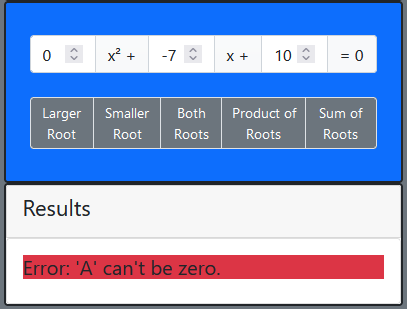 0 x² + -7 x + 10 = 0
Larger Smaller Both Product of Sum of
Root Root Roots Roots Roots
Results
Error: 'A' can't be zero.